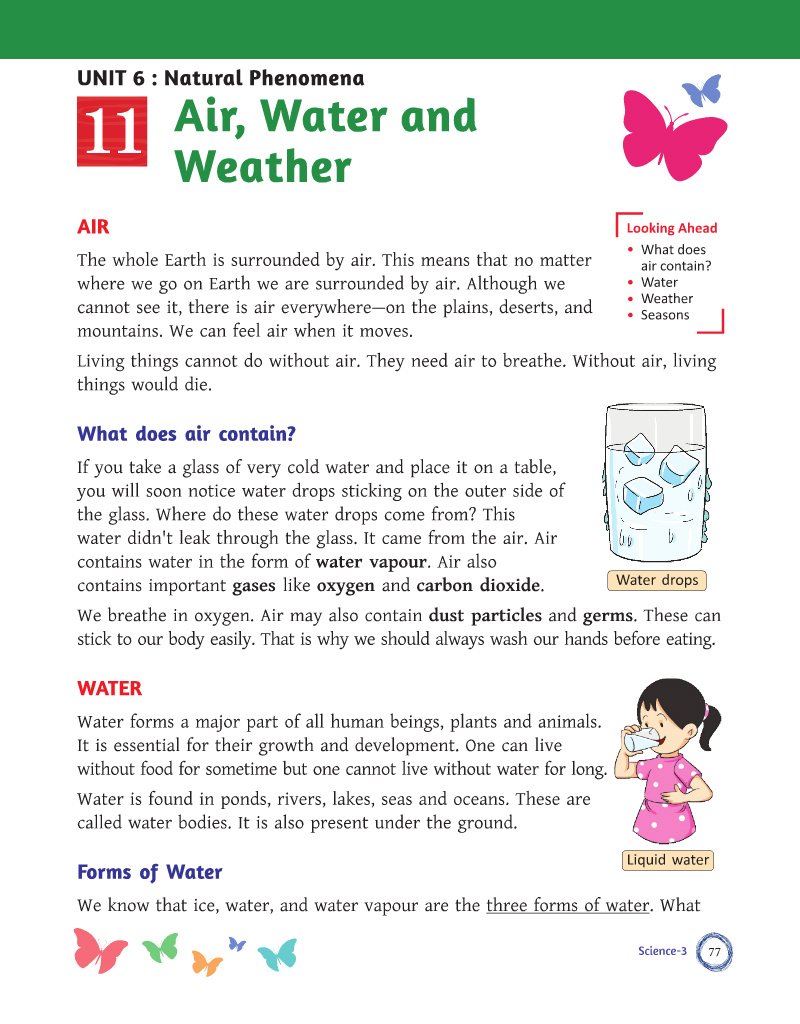 UNIT 6 : Natural Phenomena
11
Air, Water and
Weather
AIR
The whole Earth is surrounded by air. This means that no matter
where we go on Earth we are surrounded by air. Although we
cannot see it, there is air everywhere—on the plains, deserts, and
mountains. We can feel air when it moves.
Looking Ahead
• What does
air contain?
• Water
• Weather
• Seasons
Living things cannot do without air. They need air to breathe. Without air, living
things would die.
What does air contain?
If you take a glass of very cold water and place it on a table,
you will soon notice water drops sticking on the outer side of
the glass. Where do these water drops come from? This
water didn't leak through the glass. It came from the air. Air
contains water in the form of water vapour. Air also
contains important gases like oxygen and carbon dioxide.
Water drops
We breathe in oxygen. Air may also contain dust particles and germs. These can
stick to our body easily. That is why we should always wash our hands before eating.
WATER
Water forms a major part of all human beings, plants and animals.
It is essential for their growth and development. One can live
without food for sometime but one cannot live without water for long.
Water is found in ponds, rivers, lakes, seas and oceans. These are
called water bodies. It is also present under the ground.
Liquid water
Forms of Water
We know that ice, water, and water vapour are the three forms of water. What
Science-3
77